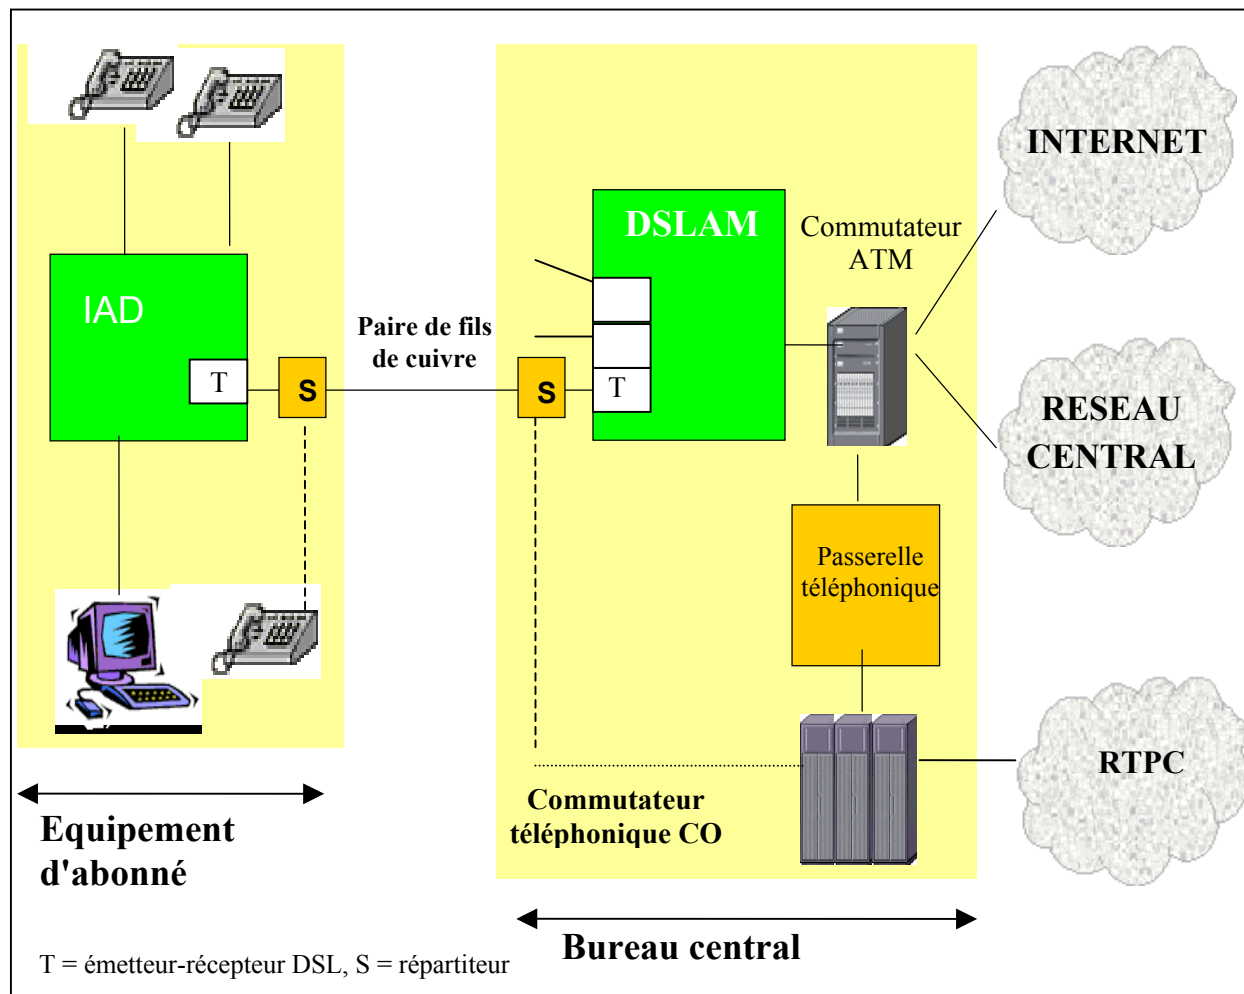 INTERNET
DSLAM
Commutateur
ATM
IAD
Paire de fils
de cuivre
T
S
S
T
RESEAU
CENTRAL
Passerelle
téléphonique
RTPC
Commutateur
téléphonique CO
Equipement
d'abonné
Bureau central
T = émetteur-récepteur DSL, S = répartiteur